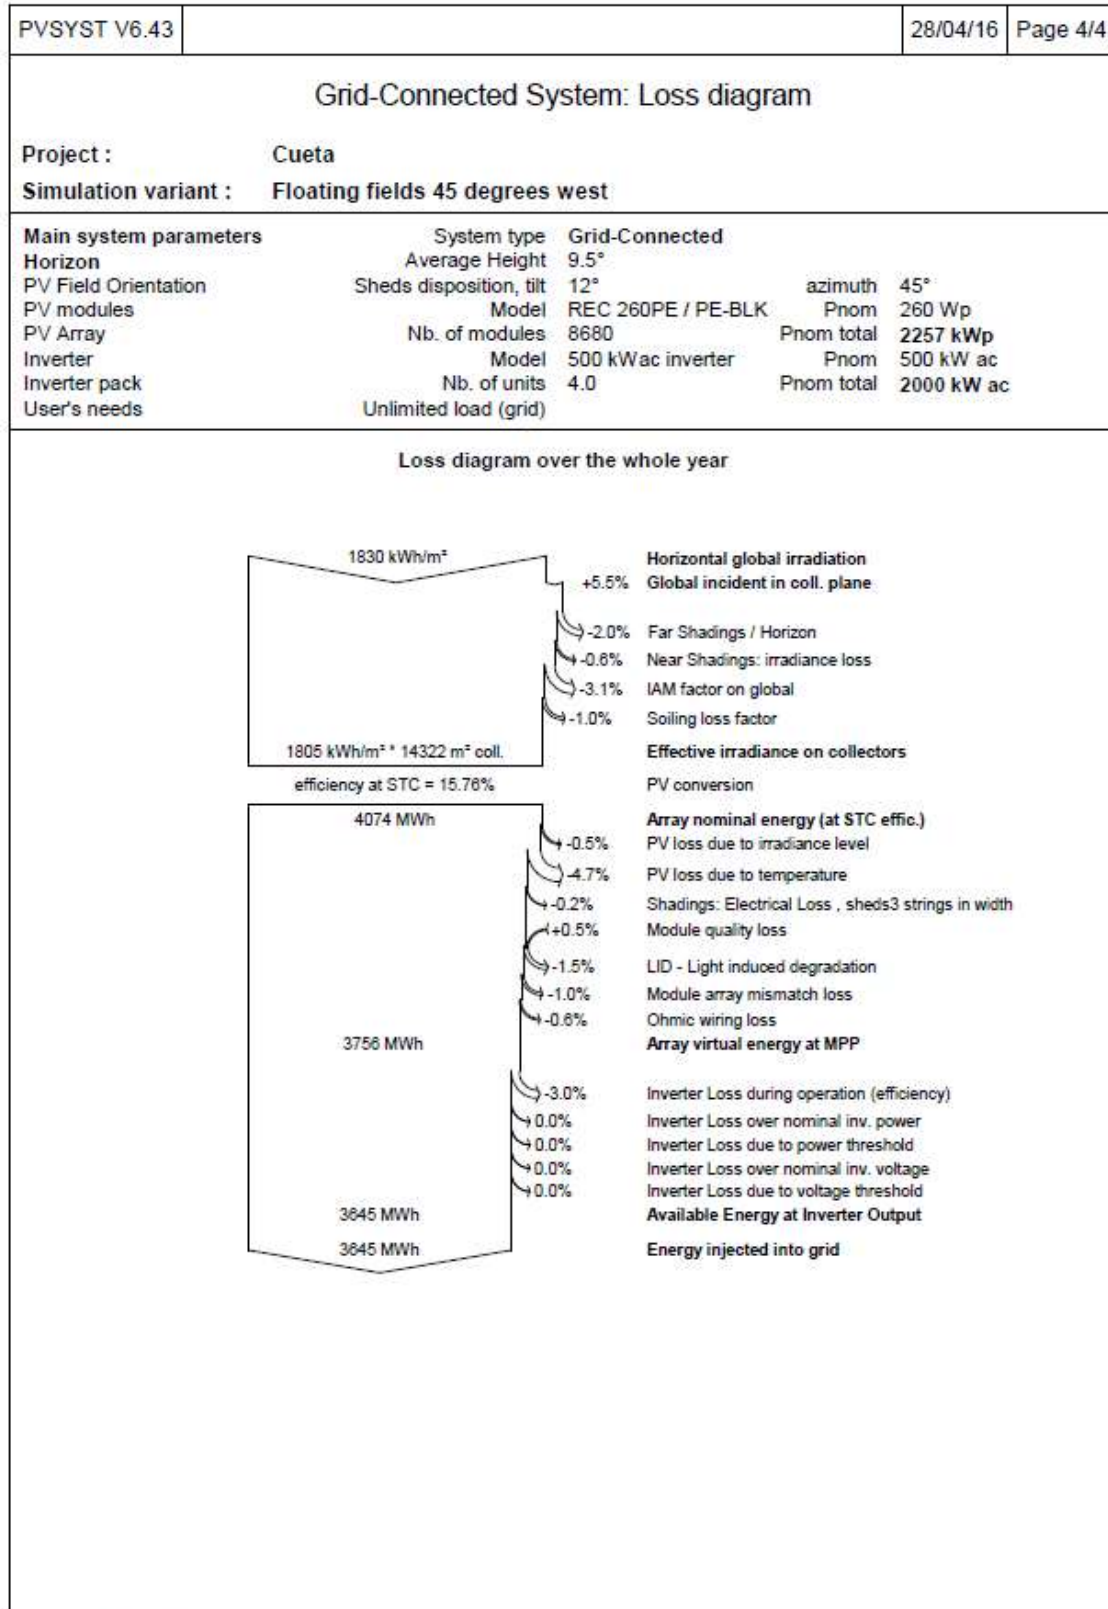 PVSYST V6.43 28/04/16 Page 4/4
Grid-Connected System: Loss diagram
Project : Cueta
Simulation variant : Floating fields 45 degrees west
Main system parameters System type Grid-Connected
Horizon Average Height 9.5°
PV Field Orientation Sheds disposition, tilt 12° azimuth 45°
PV modules Model REC 260PE / PE-BLK Pnom 260 Wp
PV Array Nb. of modules 8680 Pnom total 2257 kWp
Inverter Model 500 kWac inverter Pnom 500 kW ac
Inverter pack Nb. of units 4.0 Pnom total 2000 kW ac
User's needs Unlimited load (grid)
Loss diagram over the whole year
1830 kWh/m² Horizontal global irradiation
+5.5% Global incident in coll. plane
-2.0% Far Shadings / Horizon
-0.6% Near Shadings: irradiance loss
-3.1% IAM factor on global
-1.0% Soiling loss factor
1805 kWh/m² * 14322 m² coll. Effective irradiance on collectors
efficiency at STC = 15.76% PV conversion
4074 MWh Array nominal energy (at STC effic.)
-0.5% PV loss due to irradiance level
-4.7% PV loss due to temperature
-0.2% Shadings: Electrical Loss , sheds3 strings in width
+0.5% Module quality loss
-1.5% LID - Light induced degradation
-1.0% Module array mismatch loss
-0.6% Ohmic wiring loss
3756 MWh Array virtual energy at MPP
-3.0% Inverter Loss during operation (efficiency)
0.0% Inverter Loss over nominal inv. power
0.0% Inverter Loss due to power threshold
0.0% Inverter Loss over nominal inv. voltage
0.0% Inverter Loss due to voltage threshold
3645 MWh Available Energy at Inverter Output
3645 MWh Energy injected into grid